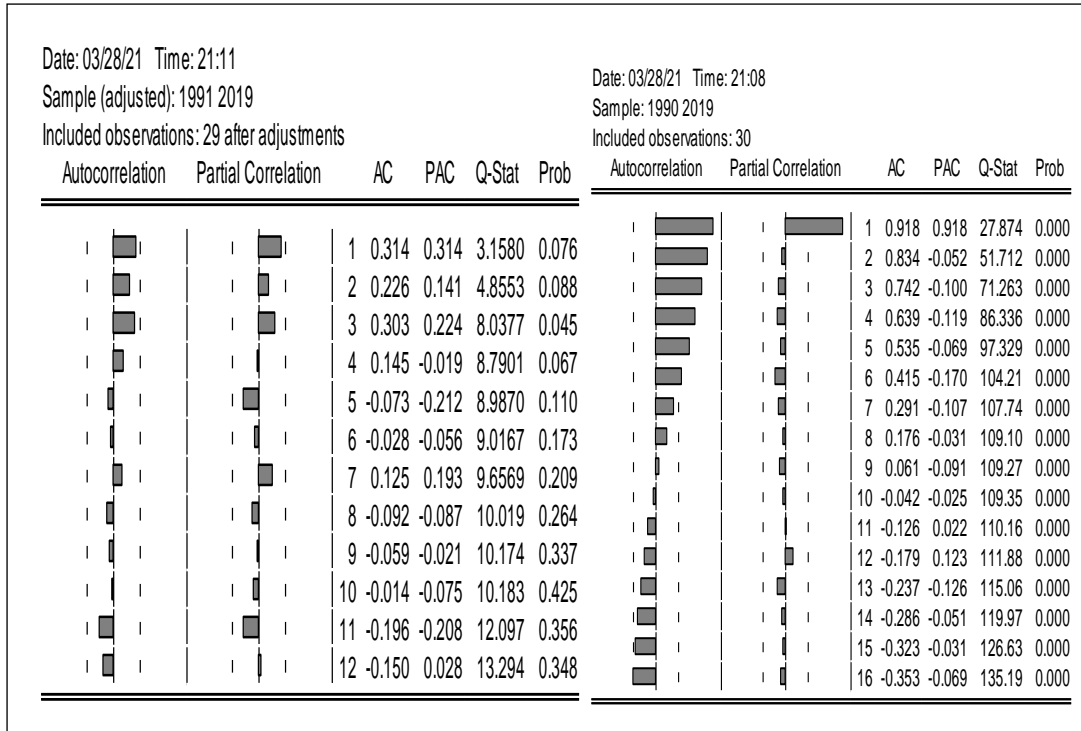 Date: 03/28/21 Time: 21:11
Sample (adjusted): 1991 2019
Included observations: 29 after adjustments
Autocorrelation Partial Correlation AC PAC Q-Stat Prob
1 0.314 0.314 3.1580 0.076
2 0.226 0.141 4.8553 0.088
3 0.303 0.224 8.0377 0.045
4 0.145 -0.019 8.7901 0.067
5 -0.073 -0.212 8.9870 0.110
6 -0.028 -0.056 9.0167 0.173
7 0.125 0.193 9.6569 0.209
8 -0.092 -0.087 10.019 0.264
9 -0.059 -0.021 10.174 0.337
10 -0.014 -0.075 10.183 0.425
11 -0.196 -0.208 12.097 0.356
12 -0.150 0.028 13.294 0.348
Date: 03/28/21 Time: 21:08
Sample: 1990 2019
Included observations: 30
Autocorrelation Partial Correlation AC PAC Q-Stat Prob
1 0.918 0.918 27.874 0.000
2 0.834 -0.052 51.712 0.000
3 0.742 -0.100 71.263 0.000
4 0.639 -0.119 86.336 0.000
5 0.535 -0.069 97.329 0.000
6 0.415 -0.170 104.21 0.000
7 0.291 -0.107 107.74 0.000
8 0.176 -0.031 109.10 0.000
9 0.061 -0.091 109.27 0.000
10 -0.042 -0.025 109.35 0.000
11 -0.126 0.022 110.16 0.000
12 -0.179 0.123 111.88 0.000
13 -0.237 -0.126 115.06 0.000
14 -0.286 -0.051 119.97 0.000
15 -0.323 -0.031 126.63 0.000
16 -0.353 -0.069 135.19 0.000